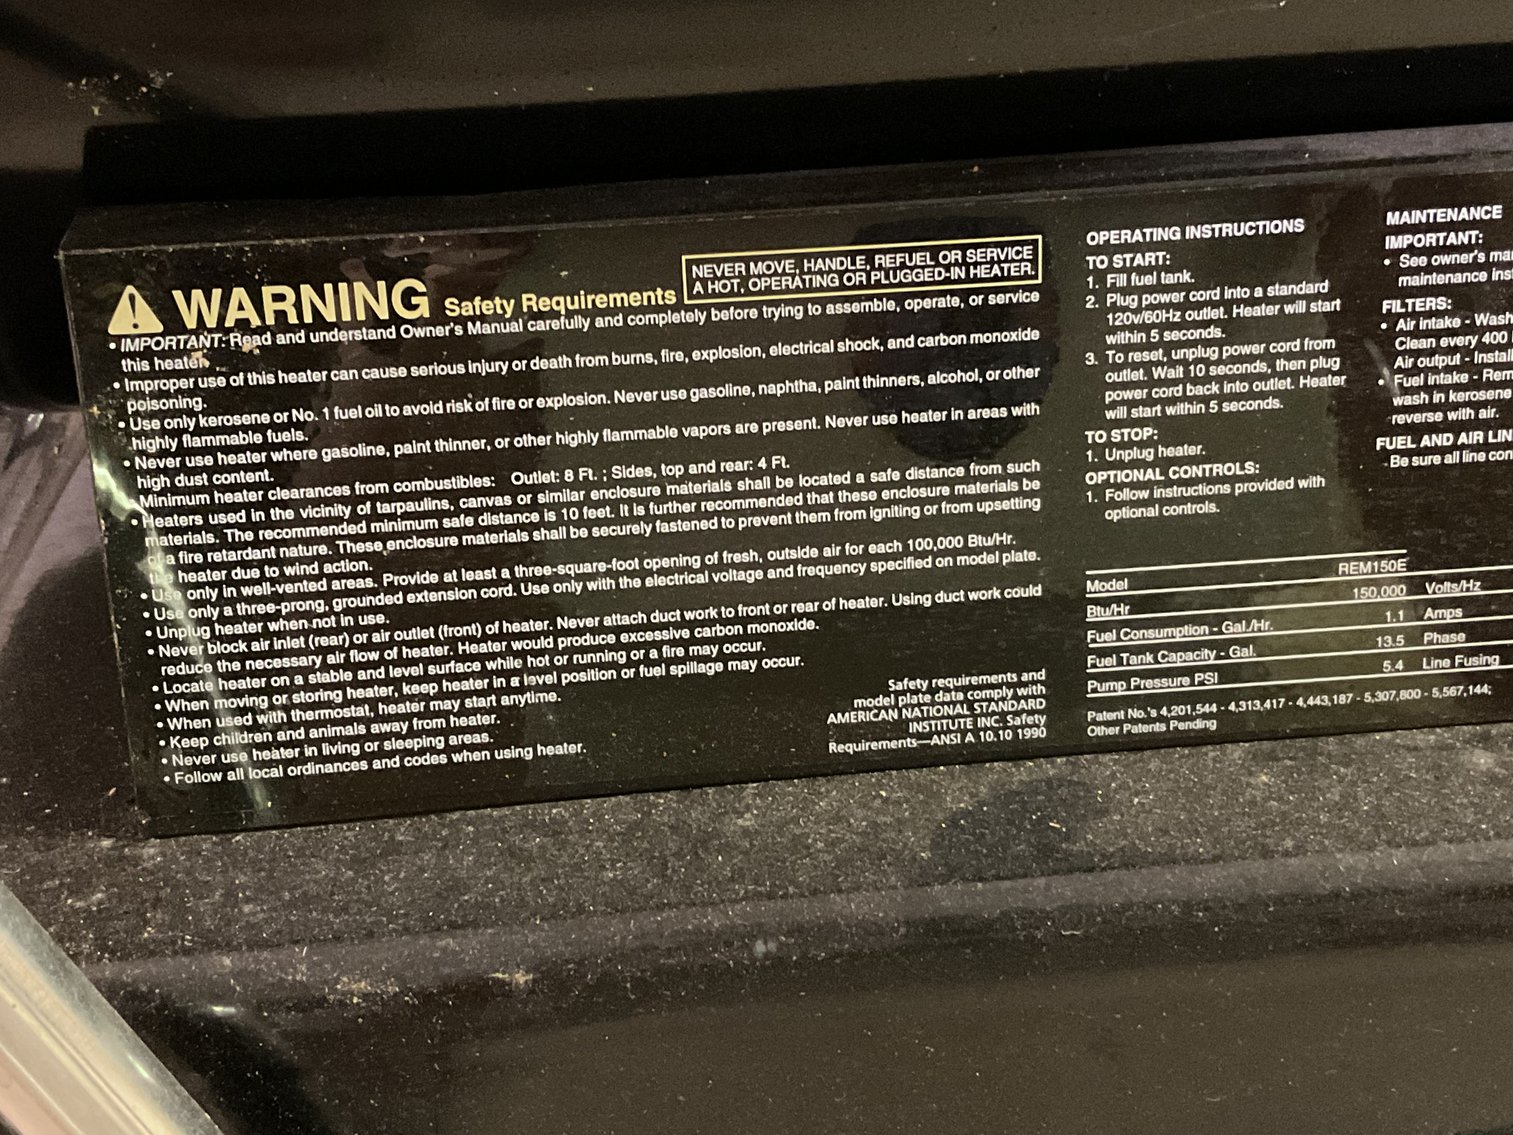 WARNING Safety Requirements
NEVER MOVE, HANDLE, REFUEL OR SERVICE
A HOT, OPERATING OR PLUGGED-IN HEATER.
• IMPORTANT: Read and understand Owner's Manual carefully and completely before trying to assemble, operate, or service
this heater.
• Improper use of this heater can cause serious injury or death from burns, fire, explosion, electrical shock, and carbon monoxide
poisoning.
• Use only kerosene or No. 1 fuel oil to avoid risk of fire or explosion. Never use gasoline, naphtha, paint thinners, alcohol, or other
highly flammable fuels.
• Never use heater where gasoline, paint thinner, or other highly flammable vapors are present. Never use heater in areas with
high dust content.
Minimum heater clearances from combustibles: Outlet: 8 Ft. ; Sides, top and rear: 4 Ft.
• Heaters used in the vicinity of tarpaulins, canvas or similar enclosure materials shall be located a safe distance from such
materials. The recommended minimum safe distance is 10 feet. It is further recommended that these enclosure materials be
of a fire retardant nature. These enclosure materials shall be securely fastened to prevent them from igniting or from upsetting
the heater due to wind action.
• Use only in well-vented areas. Provide at least a three-square-foot opening of fresh, outside air for each 100,000 Btu/Hr.
• Use only a three-prong, grounded extension cord. Use only with the electrical voltage and frequency specified on model plate.
• Unplug heater when not in use.
• Never block air inlet (rear) or air outlet (front) of heater. Never attach duct work to front or rear of heater. Using duct work could
reduce the necessary air flow of heater. Heater would produce excessive carbon monoxide.
• Locate heater on a stable and level surface while hot or running or a fire may occur.
• When moving or storing heater, keep heater in a level position or fuel spillage may occur.
• When used with thermostat, heater may start anytime.
• Keep children and animals away from heater.
• Never use heater in living or sleeping areas.
• Follow all local ordinances and codes when using heater.
Safety requirements and
model plate data comply with
AMERICAN NATIONAL STANDARD
INSTITUTE INC. Safety
Requirements—ANSI A 10.10 1990
OPERATING INSTRUCTIONS
TO START:
1. Fill fuel tank.
2. Plug power cord into a standard
120v/60Hz outlet. Heater will start
within 5 seconds.
3. To reset, unplug power cord from
outlet. Wait 10 seconds, then plug
power cord back into outlet. Heater
will start within 5 seconds.
TO STOP:
1. Unplug heater.
OPTIONAL CONTROLS:
1. Follow instructions provided with
optional controls.
MAINTENANCE
IMPORTANT:
• See owner's
maintenance
FILTERS:
• Air intake - Wash
Clean every 400
Air output -
• Fuel intake -
wash in kerosene
reverse with air.
FUEL AND AIR
- Be sure all line
Model REM150E
Btu/Hr 150,000 Volts/Hz
Fuel Consumption - Gal./Hr. 1.1 Amps
Fuel Tank Capacity - Gal. 13.5 Phase
Pump Pressure PSI 5.4 Line Fusing
Patent No.'s 4,201,544 - 4,313,417 - 4,443,187 - 5,307,800 - 5,567,144;
Other Patents Pending